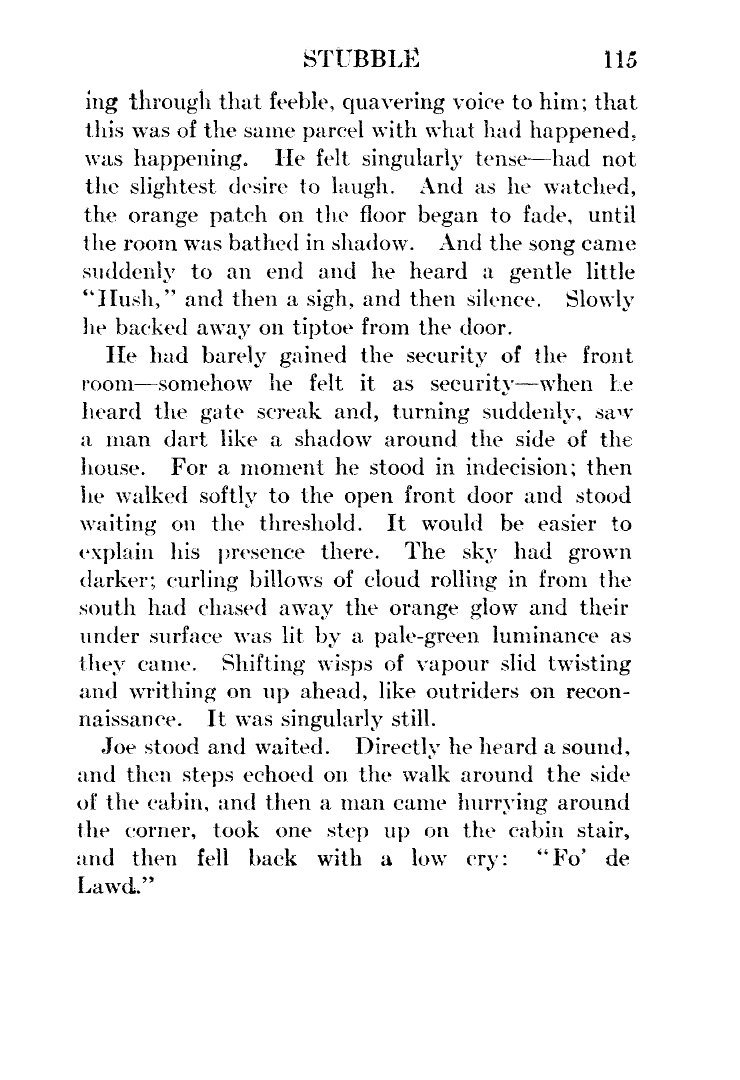 STUBBLE 115
ing through that feeble, quavering voice to him; that
this was of the same parcel with what had happened,
was happening. He felt singularly tense—had not
the slightest desire to laugh. And as he watched,
the orange patch on the floor began to fade, until
the room was bathed in shadow. And the song came
suddenly to an end and he heard a gentle little
“Hush,” and then a sigh, and then silence. Slowly
he backed away on tiptoe from the door.
He had barely gained the security of the front
room—somehow he felt it as security—when he
heard the gate screak and, turning suddenly, saw
a man dart like a shadow around the side of the
house. For a moment he stood in indecision; then
he walked softly to the open front door and stood
waiting on the threshold. It would be easier to
explain his presence there. The sky had grown
darker; curling billows of cloud rolling in from the
south had chased away the orange glow and their
under surface was lit by a pale-green luminance as
they came. Shifting wisps of vapour slid twisting
and writhing on up ahead, like outriders on recon-
naissance. It was singularly still.
Joe stood and waited. Directly he heard a sound,
and then steps echoed on the walk around the side
of the cabin, and then a man came hurrying around
the corner, took one step up on the cabin stair,
and then fell back with a low cry: “Fo’ de
Lawd.”